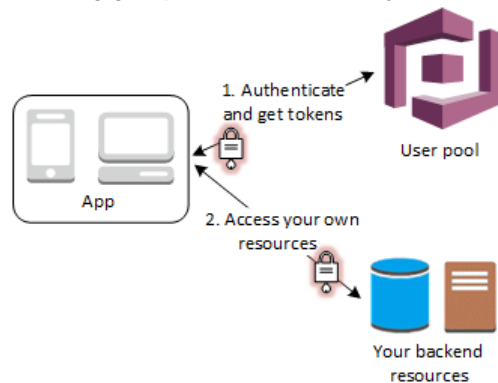 1. Authenticate
and get tokens
User pool
App
2. Access your own
resources
Your backend
resources